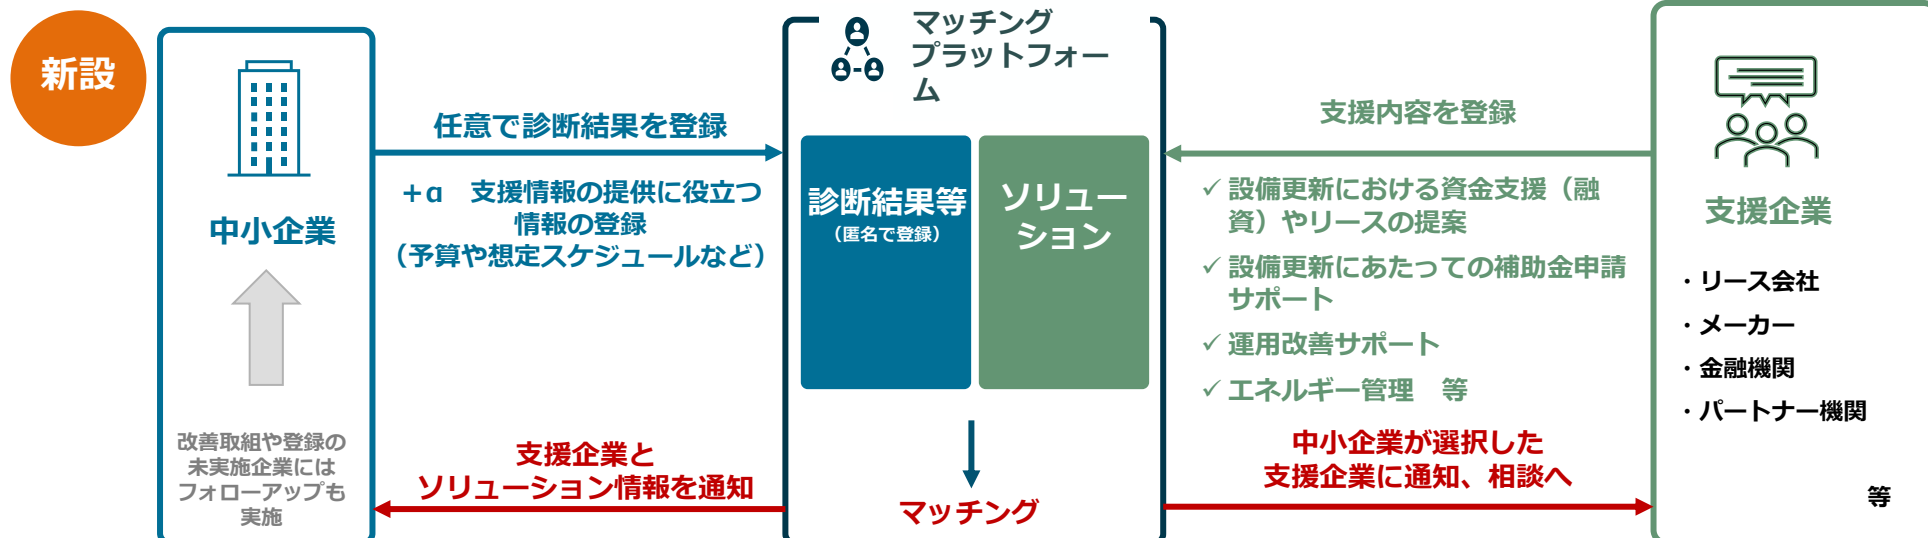 新設
中小企業
改善取組や登録の
未実施企業には
フォローアップも
実施
任意で診断結果を登録
+α　支援情報の提供に役立つ
情報の登録
（予算や想定スケジュールなど）
支援企業と
ソリューション情報を通知
マッチング
プラットフォー
ム
診断結果等
（匿名で登録）
ソリュー
ション
マッチング
支援内容を登録
✓ 設備更新における資金支援（融
資）やリースの提案
✓ 設備更新にあたっての補助金申請
サポート
✓ 運用改善サポート
✓ エネルギー管理　等
中小企業が選択した
支援企業に通知、相談へ
支援企業
・リース会社
・メーカー
・金融機関
・パートナー機関
等